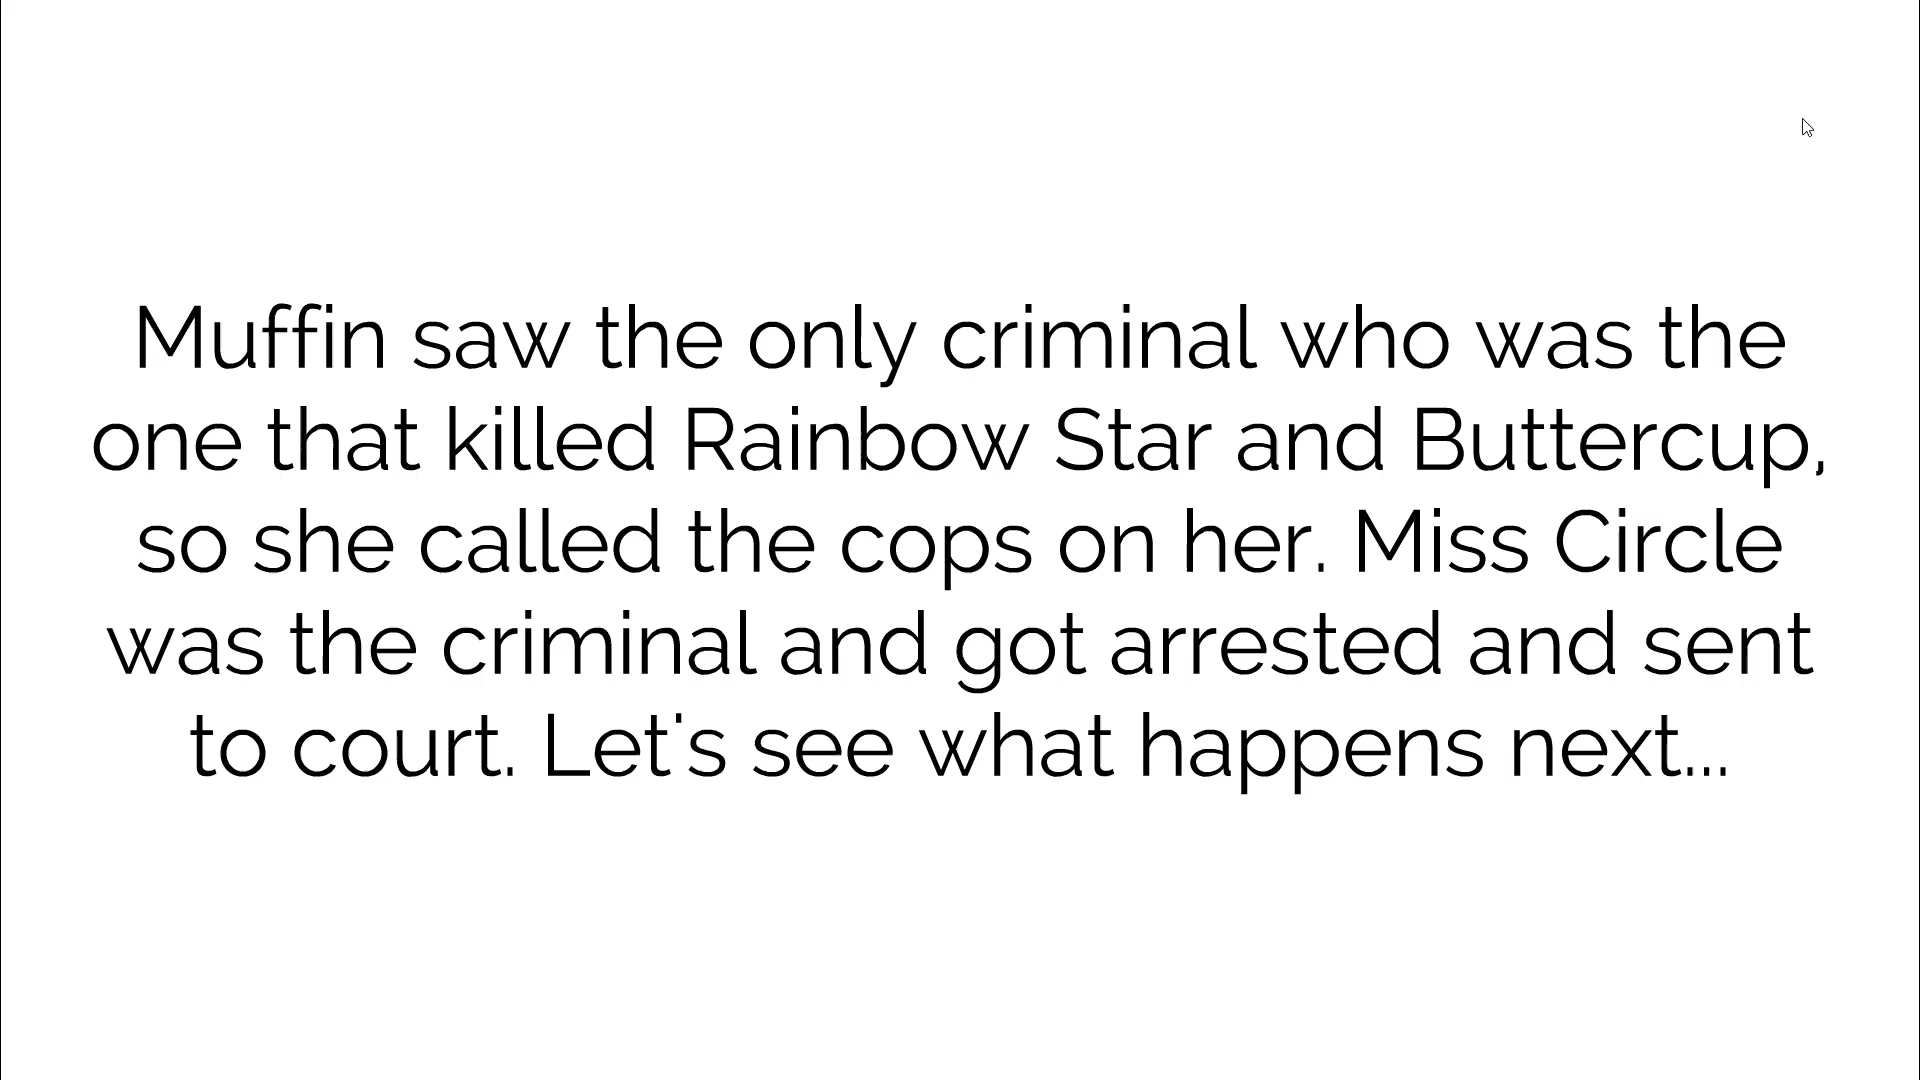 Muffin saw the only criminal who was the
one that killed Rainbow Star and Buttercup,
so she called the cops on her. Miss Circle
was the criminal and got arrested and sent
to court. Let's see what happens next...